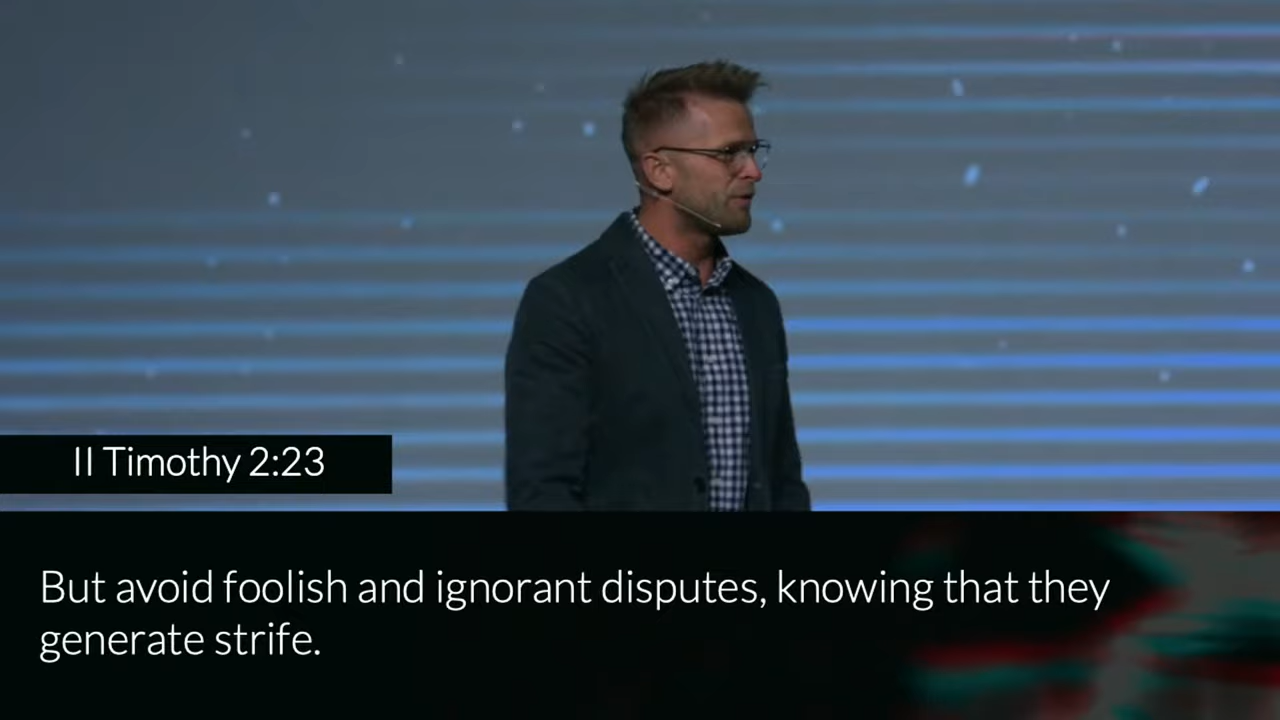 II Timothy 2:23
But avoid foolish and ignorant disputes, knowing that they
generate strife.